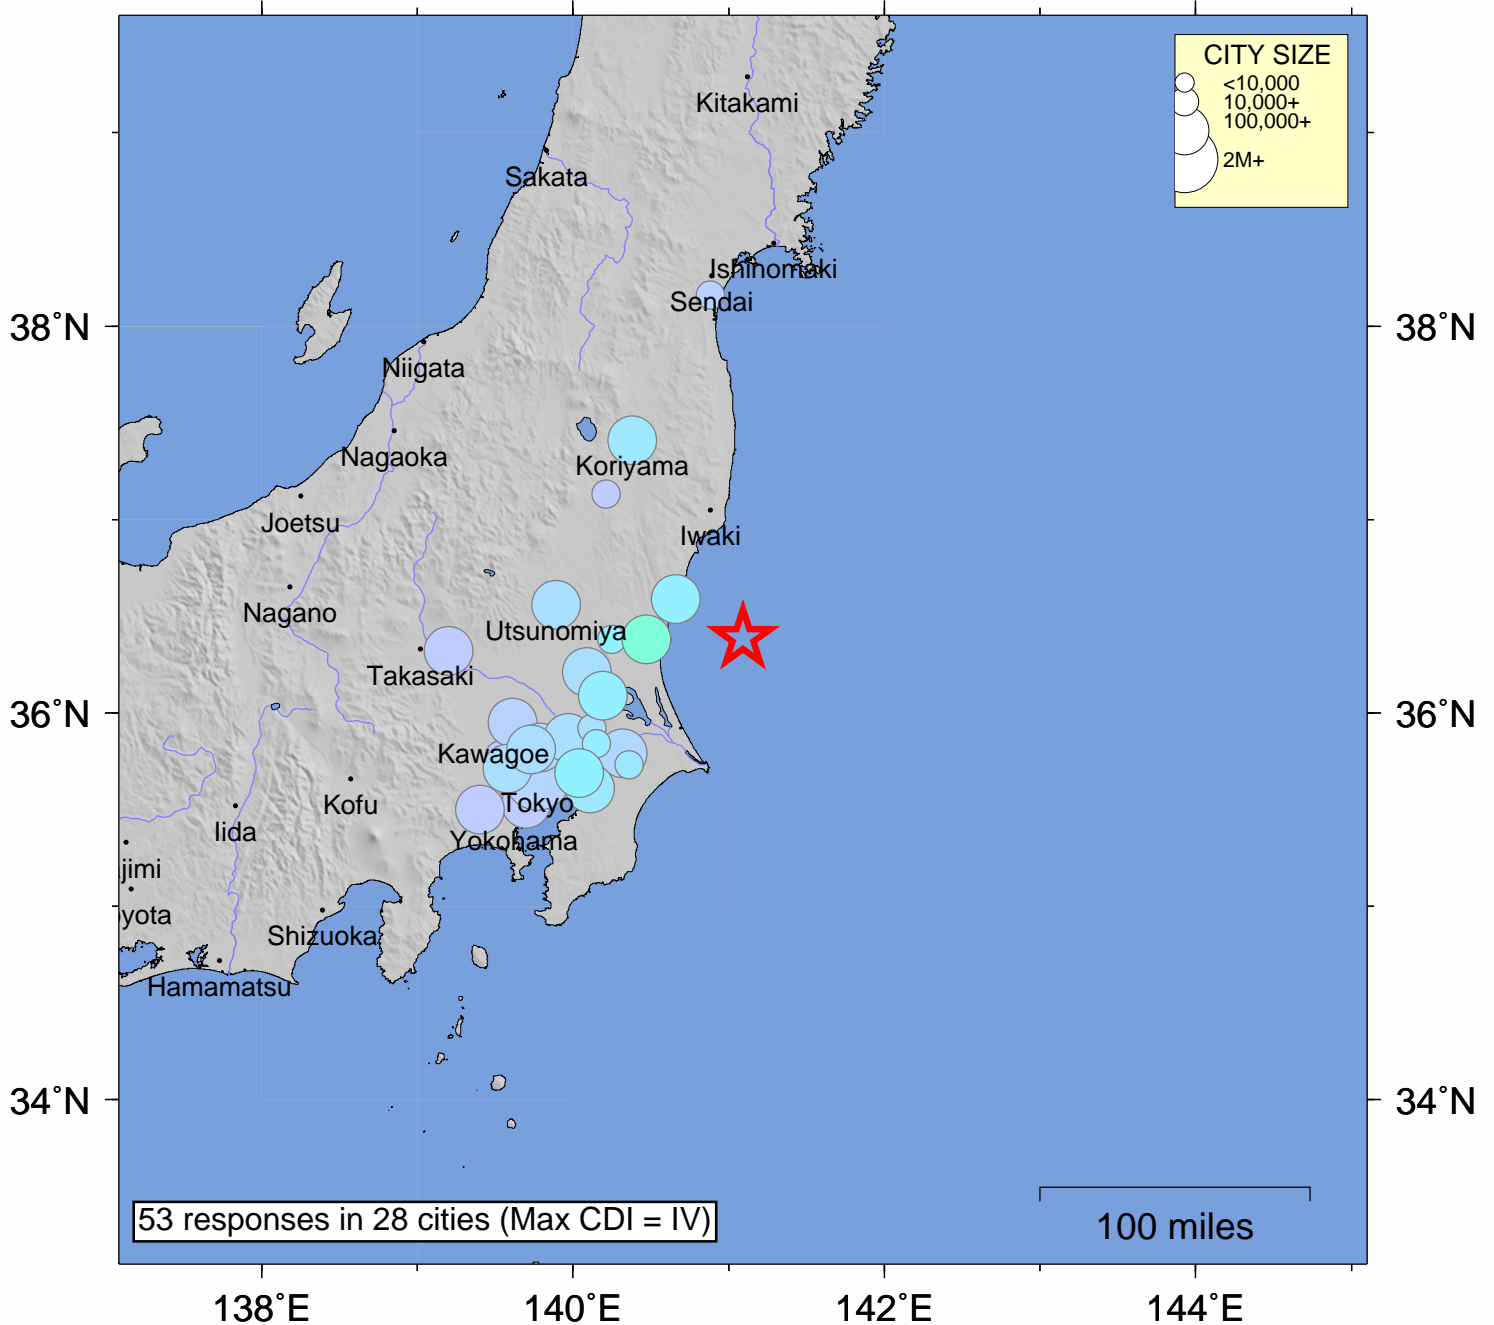 CITY SIZE
<10,000
10,000+
100,000+
2M+
Kitakami
Sakata
Ishinomaki
Sendai
38°N
38°N
Niigata
Nagaoka
Koriyama
Joetsu
Iwaki
Nagano
Utsunomiya
Takasaki
36°N
36°N
Kawagoe
Kofu
Tokyo
Iida
Yokohama
jimi
yota
Shizuoka
Hamamatsu
34°N
34°N
53 responses in 28 cities (Max CDI = IV)
100 miles
138°E
140°E
142°E
144°E